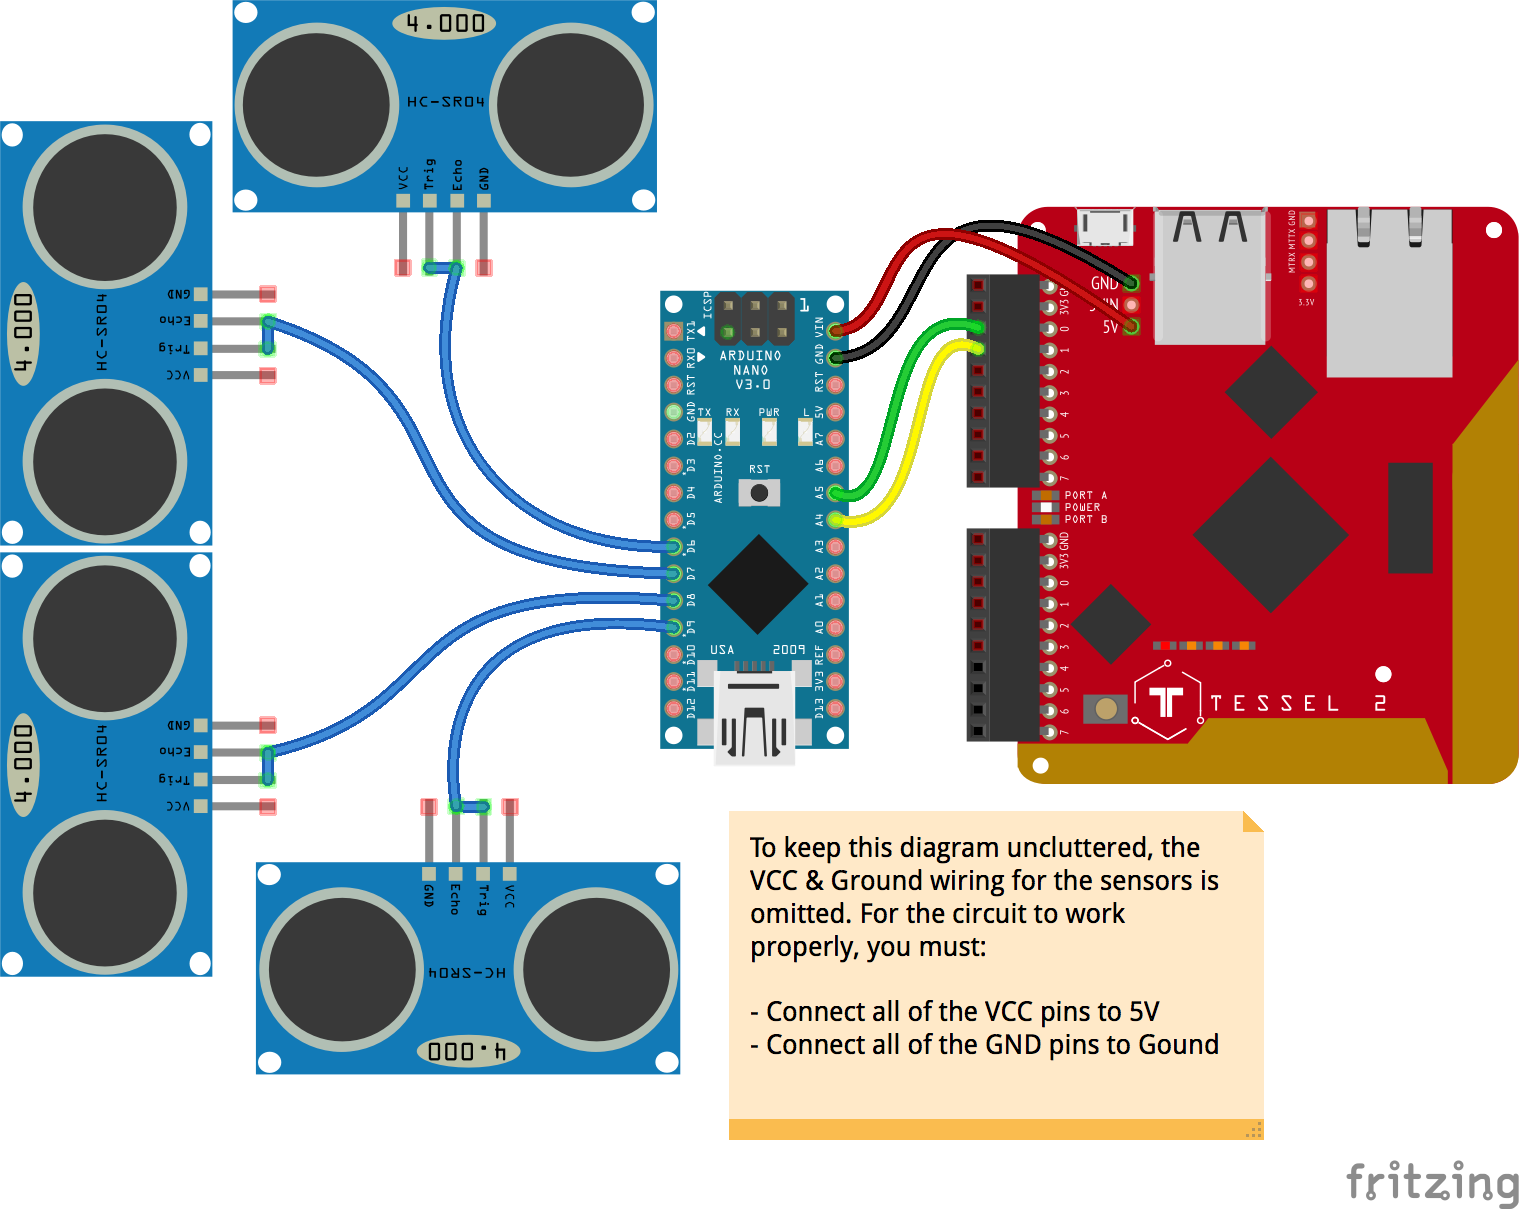 4.000
HC-SR04
VCC
Trig
Echo
GND
4.000
HC-SR04
GND
Echo
Trig
VCC
4.000
HC-SR04
GND
Echo
Trig
VCC
GND
Echo
Trig
VCC
HC-SR04
4.000
ICSP
1
ARDUINO
NANO
V3.0
TX RX PWR L
RST
ARDUINO.CC
USA 2009
TX1
RX0
RST
GND
D2
D3
D4
D5
D6
D7
D8
D9
D10
D11
D12
VIN
GND
RST
5V
A7
A6
A5
A4
A3
A2
A1
A0
REF
3V3
D13
GND
5V
MTRX MTTX GND
3.3V
3V3
0
1
2
3
4
5
6
7
PORT A
POWER
PORT B
GND
3V3
0
1
2
3
4
5
6
7
TESSEL 2
To keep this diagram uncluttered, the
VCC & Ground wiring for the sensors is
omitted. For the circuit to work
properly, you must:
- Connect all of the VCC pins to 5V
- Connect all of the GND pins to Gound
fritzing